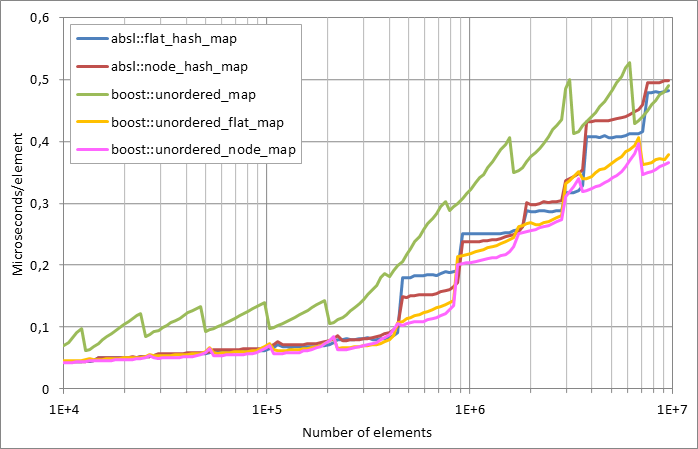 0,6
0,5
0,4
0,3
0,2
0,1
0
Microseconds/element
absl::flat_hash_map
absl::node_hash_map
boost::unordered_map
boost::unordered_flat_map
boost::unordered_node_map
1E+4
1E+5
1E+6
1E+7
Number of elements